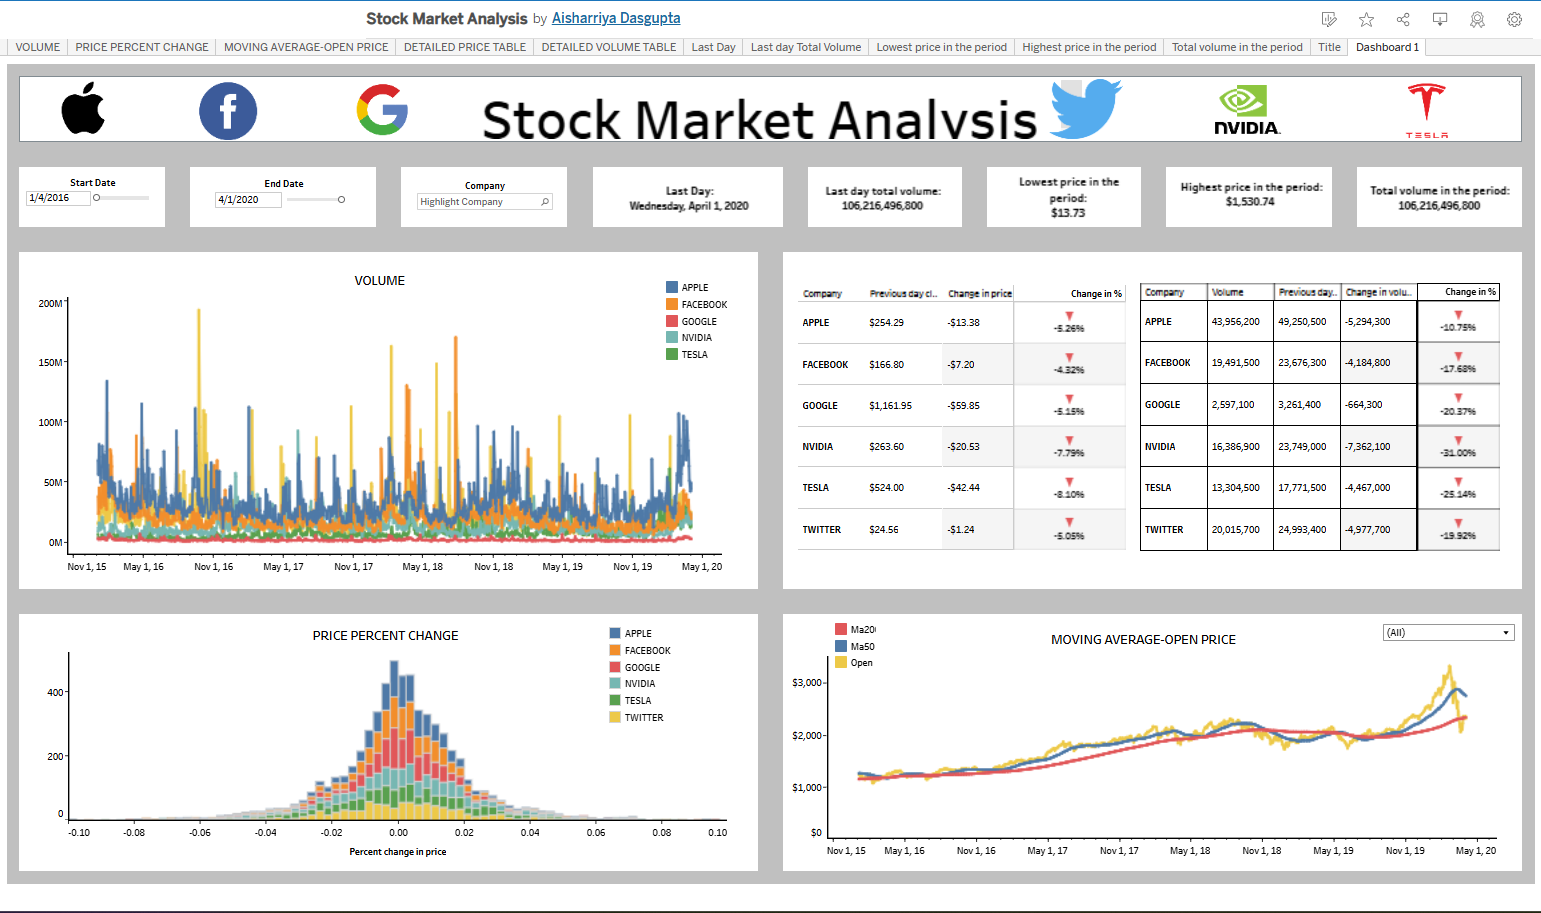 Stock Market Analysis by Aisharriya Dasgupta
VOLUME PRICE PERCENT CHANGE MOVING AVERAGE-OPEN PRICE DETAILED PRICE TABLE DETAILED VOLUME TABLE Last Day Last day Total Volume Lowest price in the period Highest price in the period Total volume in the period Title Dashboard 1
Stock Market Analysis
NVIDIA.
TESLA
Start Date
1/4/2016
End Date
4/1/2020
Company
Highlight Company
Last Day:
Wednesday, April 1, 2020
Last day total volume:
106,216,496,800
Lowest price in the
period:
$13.73
Highest price in the period:
$1,530.74
Total volume in the period:
106,216,496,800
VOLUME
APPLE
FACEBOOK
GOOGLE
NVIDIA
TESLA
200M
150M
100M
50M
0M
Nov 1, 15 May 1, 16 Nov 1, 16 May 1, 17 Nov 1, 17 May 1, 18 Nov 1, 18 May 1, 19 Nov 1, 19 May 1, 20
Company Previous day cl.. Change in price Change in %
APPLE $254.29 -$13.38 -5.26%
FACEBOOK $166.80 -$7.20 -4.32%
GOOGLE $1,161.95 -$59.85 -5.15%
NVIDIA $263.60 -$20.53 -7.79%
TESLA $524.00 -$42.44 -8.10%
TWITTER $24.56 -$1.24 -5.05%
Company Volume Previous day.. Change in volu.. Change in %
APPLE 43,956,200 49,250,500 -5,294,300 -10.75%
FACEBOOK 19,491,500 23,676,300 -4,184,800 -17.68%
GOOGLE 2,597,100 3,261,400 -664,300 -20.37%
NVIDIA 16,386,900 23,749,000 -7,362,100 -31.00%
TESLA 13,304,500 17,771,500 -4,467,000 -25.14%
TWITTER 20,015,700 24,993,400 -4,977,700 -19.92%
PRICE PERCENT CHANGE
APPLE
FACEBOOK
GOOGLE
NVIDIA
TESLA
TWITTER
400
200
0
-0.10 -0.08 -0.06 -0.04 -0.02 0.00 0.02 0.04 0.06 0.08 0.10
Percent change in price
Ma20
Ma50
Open
MOVING AVERAGE-OPEN PRICE
(All)
$3,000
$2,000
$1,000
$0
Nov 1, 15 May 1, 16 Nov 1, 16 May 1, 17 Nov 1, 17 May 1, 18 Nov 1, 18 May 1, 19 Nov 1, 19 May 1, 20